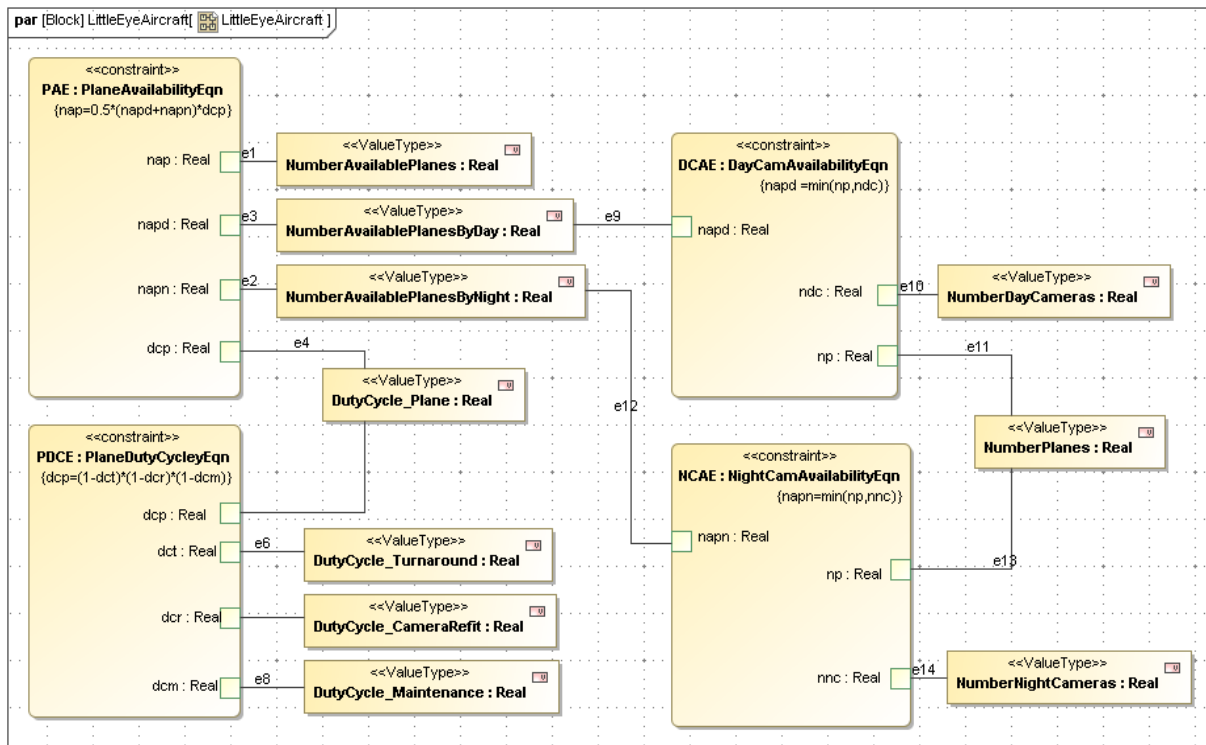 par [Block] LittleEyeAircraft[ LittleEyeAircraft ]
<<constraint>>
PAE : PlaneAvailabilityEqn
{nap=0.5*(napd+napn)*dcp}
nap : Real
e1
<<ValueType>>
NumberAvailablePlanes : Real
napd : Real
e3
<<ValueType>>
NumberAvailablePlanesByDay : Real
e9
napn : Real
e2
<<ValueType>>
NumberAvailablePlanesByNight : Real
dcp : Real
e4
<<ValueType>>
DutyCycle_Plane : Real
e12
<<constraint>>
DCAE : DayCamAvailabilityEqn
{napd =min(np,ndc)}
napd : Real
ndc : Real
e10
<<ValueType>>
NumberDayCameras : Real
np : Real
e11
<<ValueType>>
NumberPlanes : Real
<<constraint>>
PDCE : PlaneDutyCycleyEqn
{dcp=(1-dct)*(1-dcr)*(1-dcm)}
dcp : Real
dct : Real
e6
<<ValueType>>
DutyCycle_Turnaround : Real
dcr : Real
<<ValueType>>
DutyCycle_CameraRefit : Real
dcm : Real
e8
<<ValueType>>
DutyCycle_Maintenance : Real
<<constraint>>
NCAE : NightCamAvailabilityEqn
{napn=min(np,nnc)}
napn : Real
np : Real
e13
nnc : Real
e14
<<ValueType>>
NumberNightCameras : Real